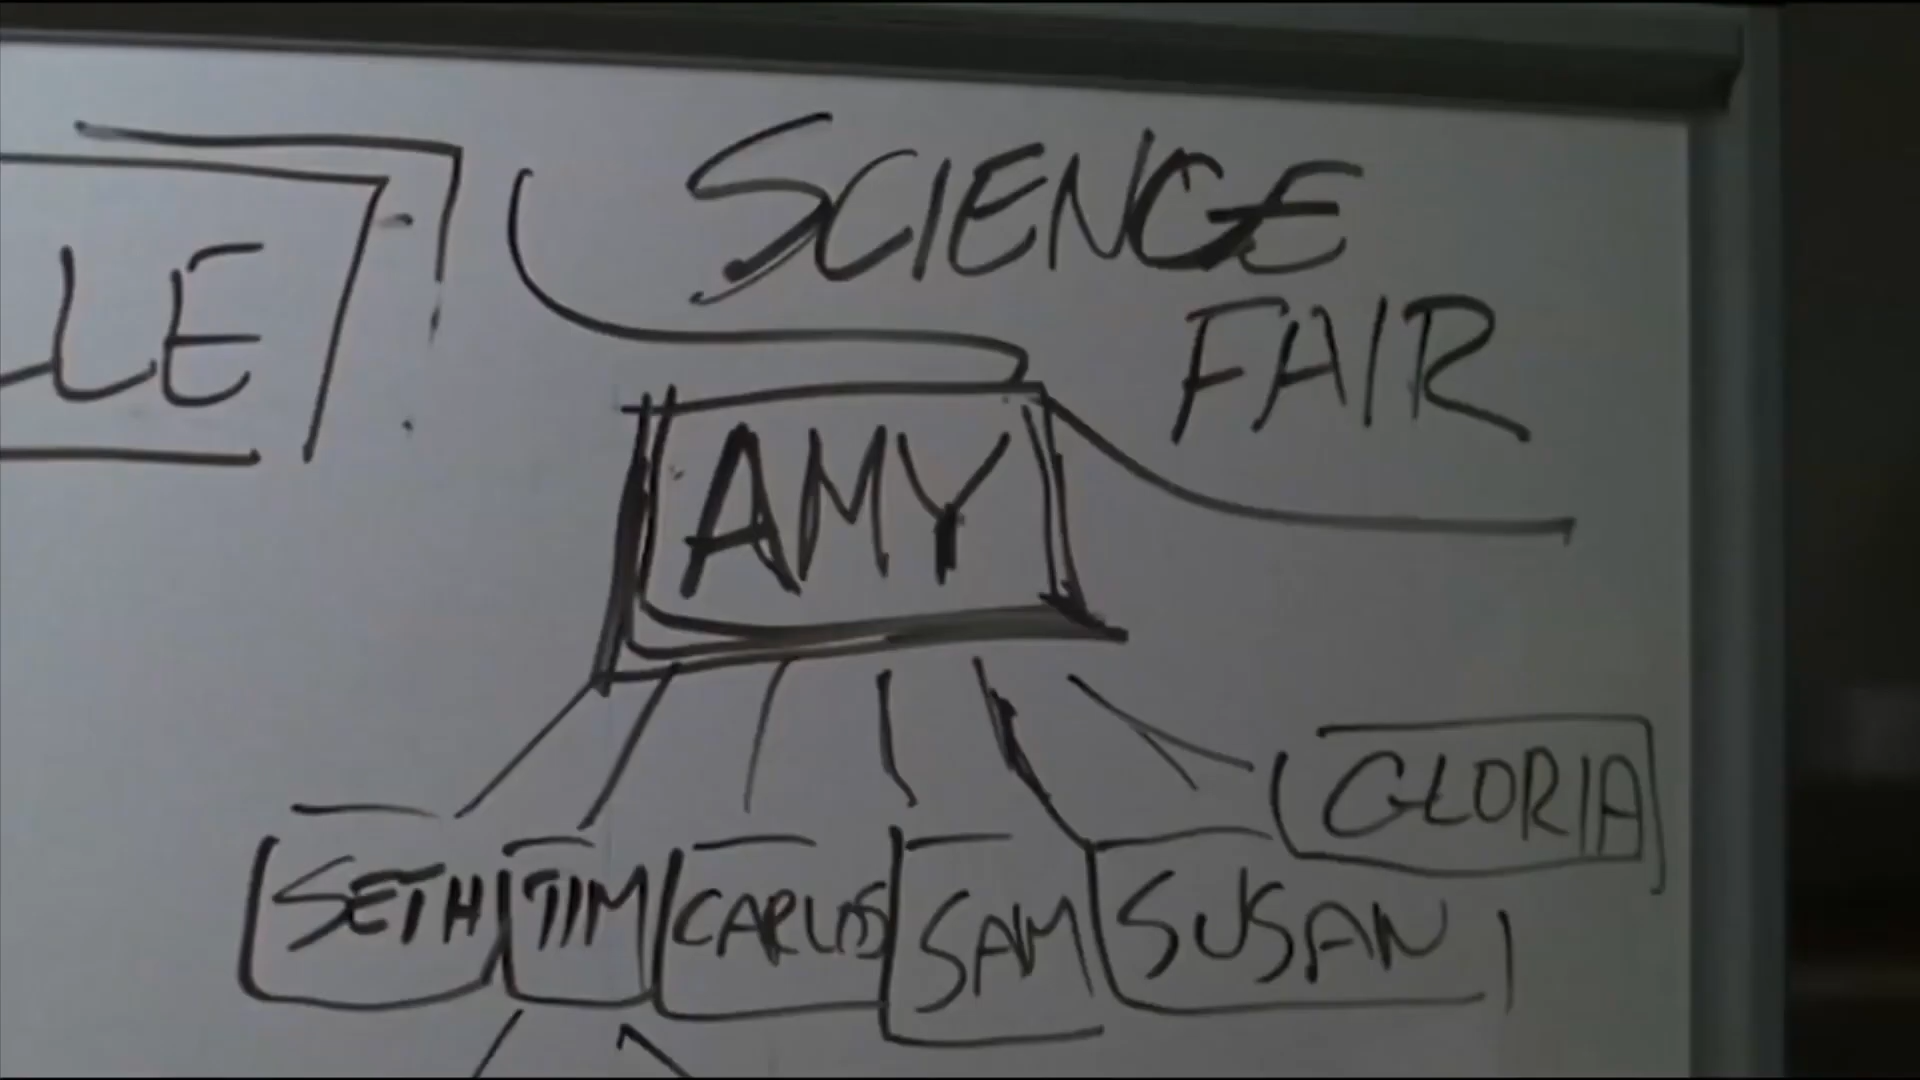 SCIENCE
FAIR
LE
AMY
GLORIA
SETH TIM CARLOS SAM SUSAN